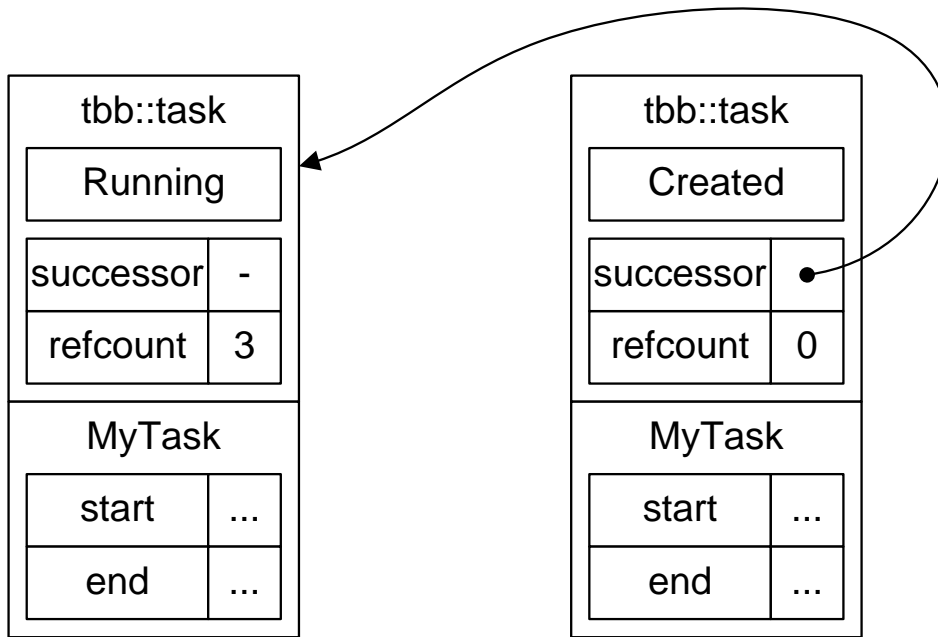 tbb::task
Running
successor -
refcount 3
MyTask
start ...
end ...
tbb::task
Created
successor
refcount 0
MyTask
start ...
end ...